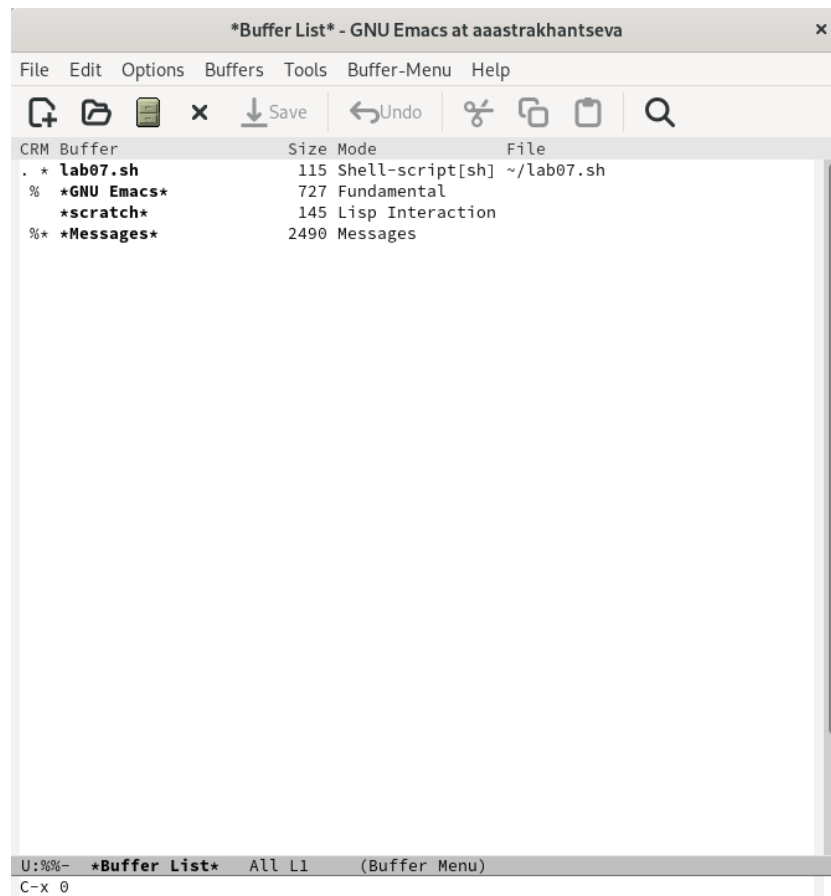 *Buffer List* - GNU Emacs at aaastrakhantseva
File Edit Options Buffers Tools Buffer-Menu Help
Save Undo
CRM Buffer Size Mode File
. * lab07.sh 115 Shell-script[sh] ~/lab07.sh
% *GNU Emacs* 727 Fundamental
*scratch* 145 Lisp Interaction
%* *Messages* 2490 Messages
U:%%- *Buffer List* All L1 (Buffer Menu)
C-x 0